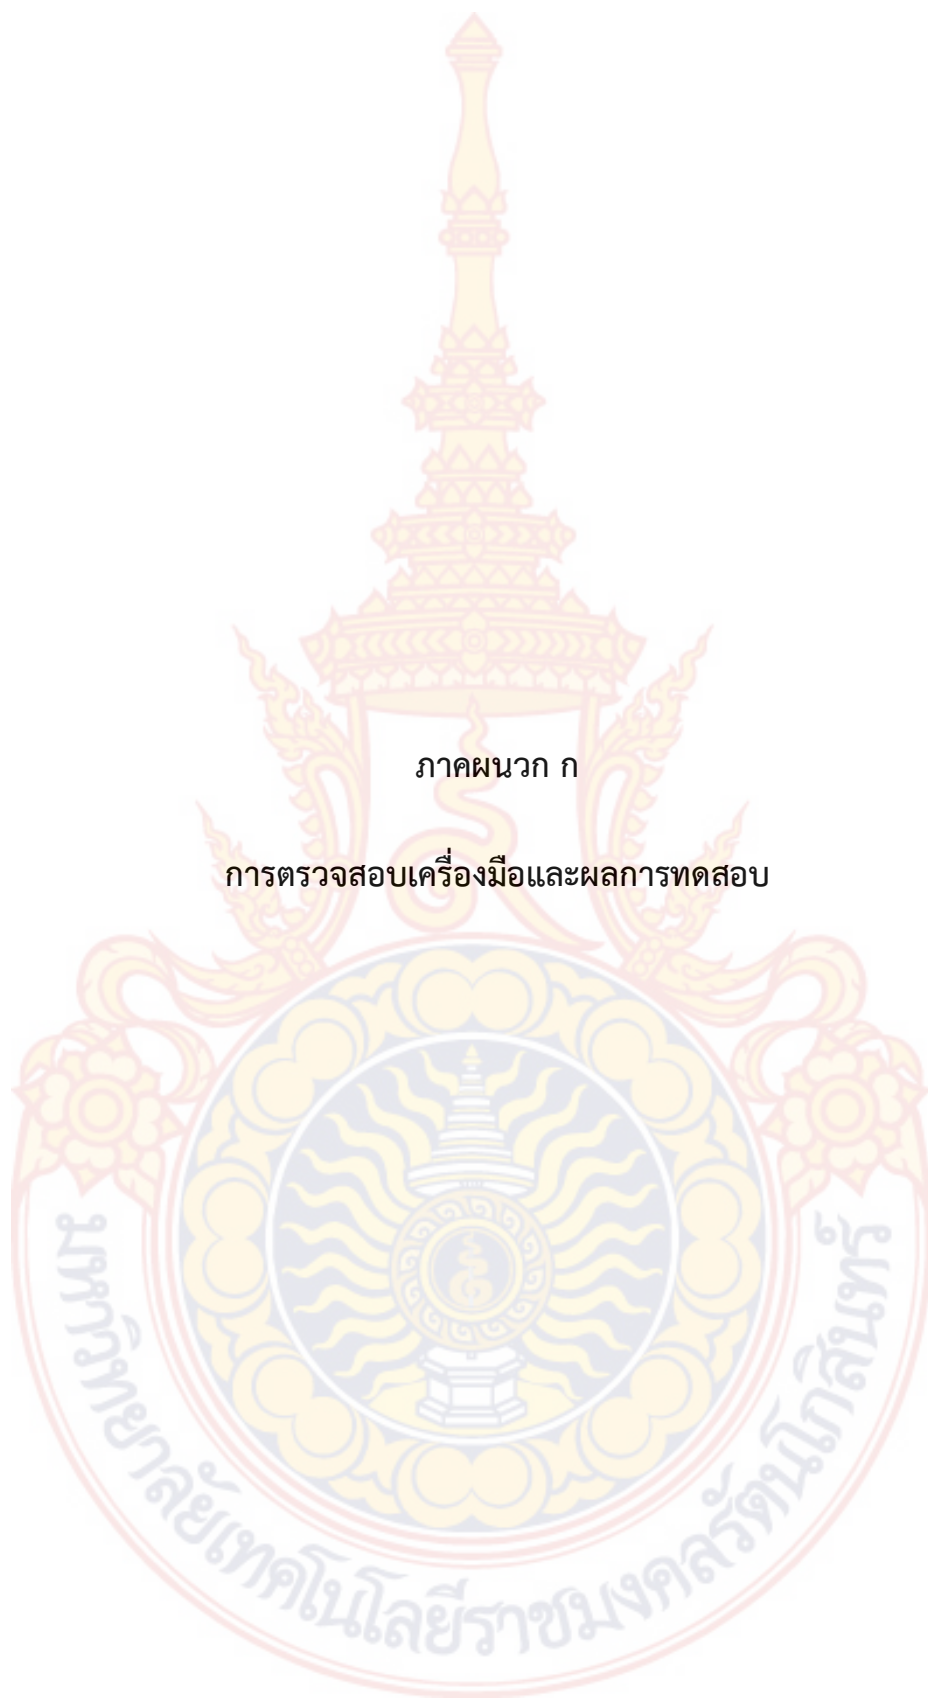 ภาคผนวก ก
การตรวจสอบเครื่องมือและผลการทดสอบ
มหาวิทยาลัยเทคโนโลยีราชมงคลรัตนโกสินทร์